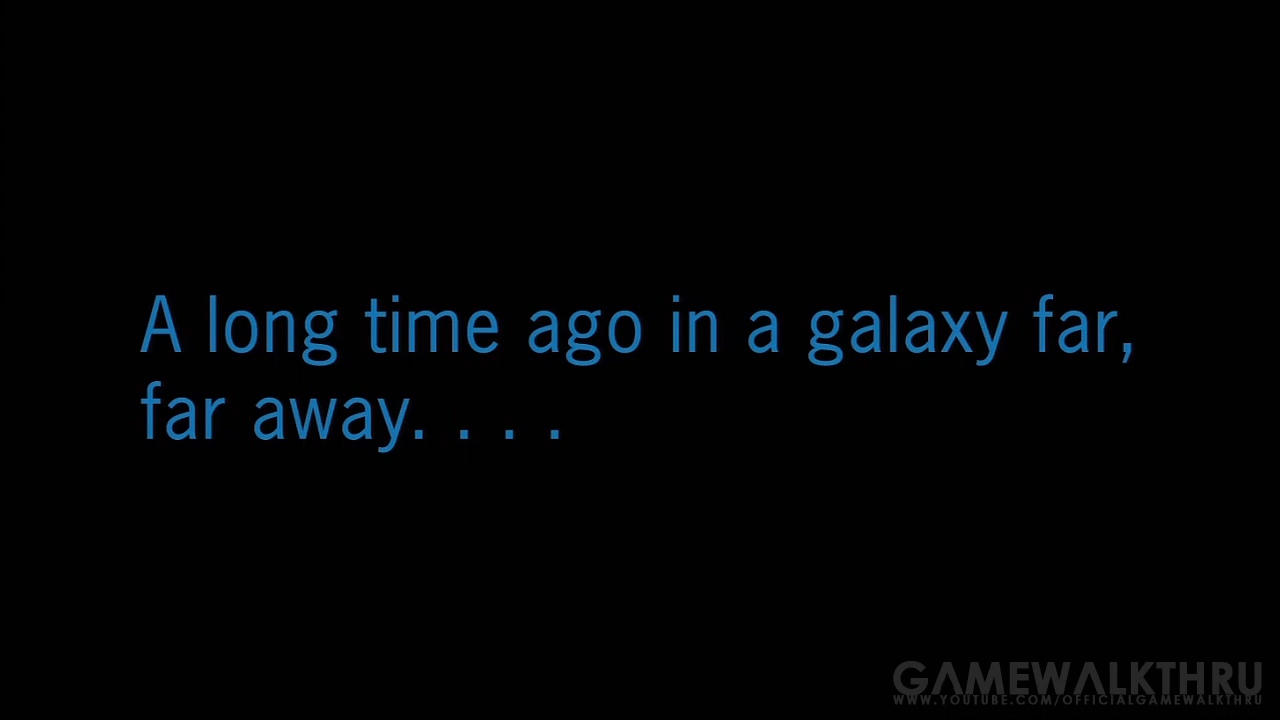 A long time ago in a galaxy far,
far away. . . .
GAMEWALKTHRU
WWW.YOUTUBE.COM/OFFICIALGAMEWALKTHRU